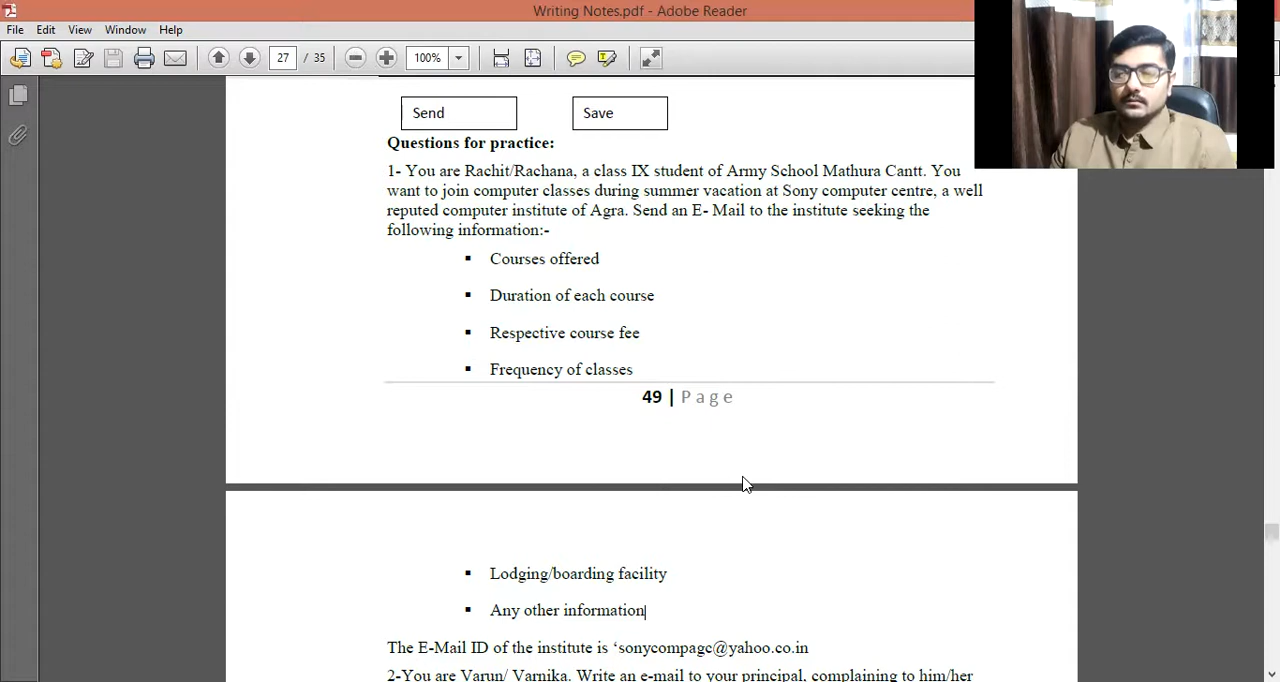 Writing Notes.pdf - Adobe Reader
File Edit View Window Help
27 / 35 100%
Send Save
Questions for practice:
1- You are Rachit/Rachana, a class IX student of Army School Mathura Cantt. You
want to join computer classes during summer vacation at Sony computer centre, a well
reputed computer institute of Agra. Send an E- Mail to the institute seeking the
following information:-
▪ Courses offered
▪ Duration of each course
▪ Respective course fee
▪ Frequency of classes
49 | P a g e
▪ Lodging/boarding facility
▪ Any other information
The E-Mail ID of the institute is ‘sonycompagc@yahoo.co.in
2-You are Varun/ Varnika. Write an e-mail to your principal, complaining to him/her